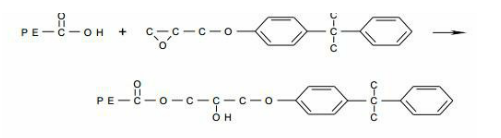 O C C
PE—C—OH + C—C—C—O— —C— —→
O C
O C
PE—C—O—C—C—C—O— —C—
OH C